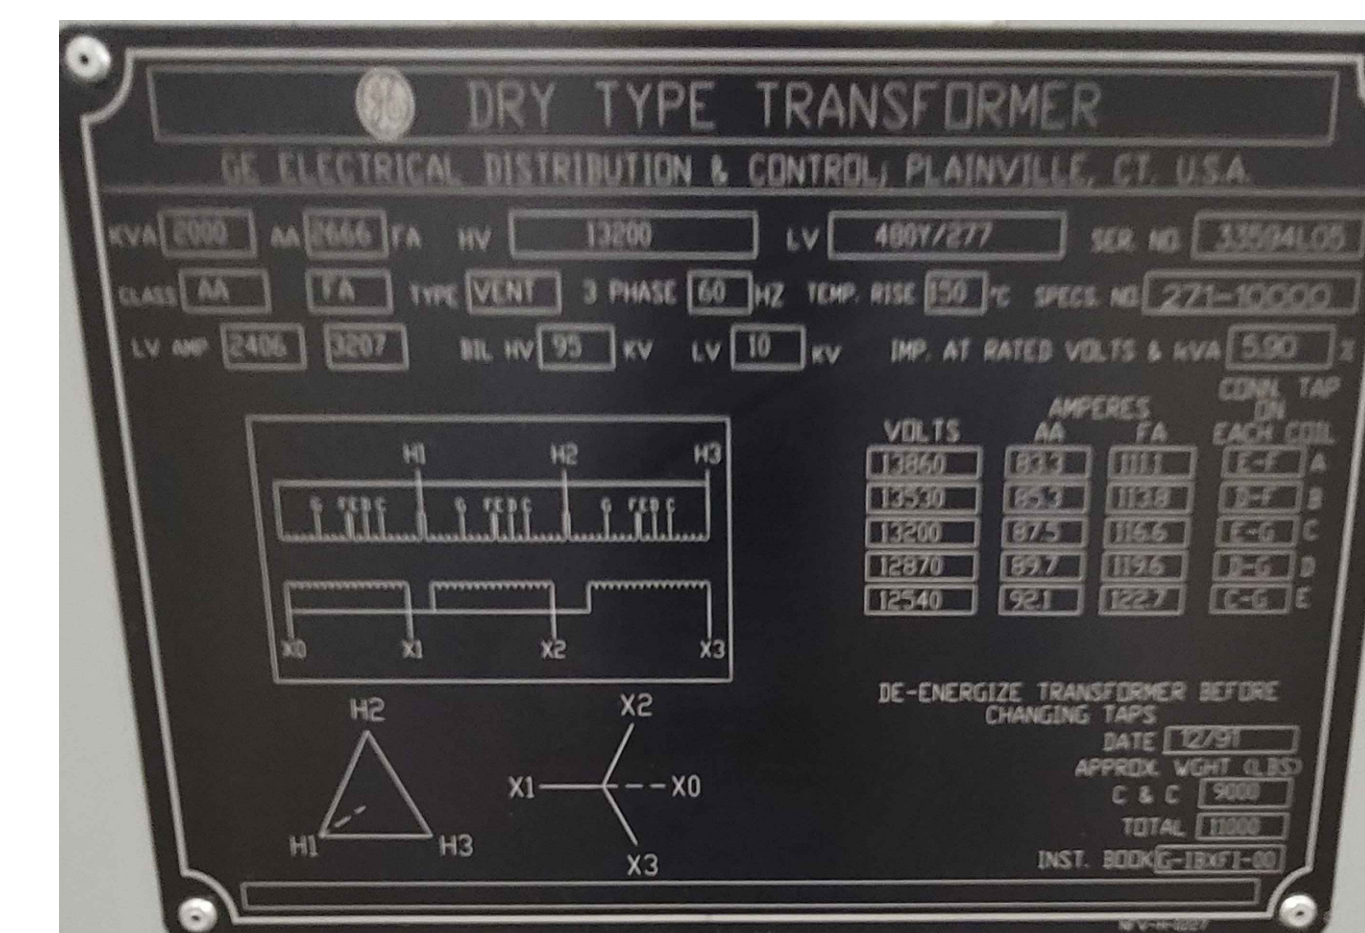 GE DRY TYPE TRANSFORMER
GE ELECTRICAL DISTRIBUTION & CONTROL; PLAINVILLE, CT. U.S.A.
KVA 2000 AA 2666 FA HV 13200 LV 480Y/277 SER. NO. 33594L05
CLASS AA FA TYPE VENT 3 PHASE 60 HZ TEMP. RISE 150 °C SPECS. NO. 271-10000
LV AMP 2406 3207 BIL HV 95 KV LV 10 KV IMP. AT RATED VOLTS & KVA 5.90 %
H1 H2 H3
G F E D C G F E D C G F E D C
X0 X1 X2 X3
CONN. TAP
AMPERES ON
VOLTS AA FA EACH COIL
13860 83.3 111.1 E-F A
13530 85.3 113.8 D-F B
13200 87.5 116.6 E-G C
12870 89.7 119.6 D-G D
12540 92.1 122.7 C-G E
H2
H1 H3
X2
X1 X0
X3
DE-ENERGIZE TRANSFORMER BEFORE
CHANGING TAPS
DATE 12/91
APPROX. WGHT (LBS)
C & C 9000
TOTAL 11000
INST. BOOK G-18XF1-00